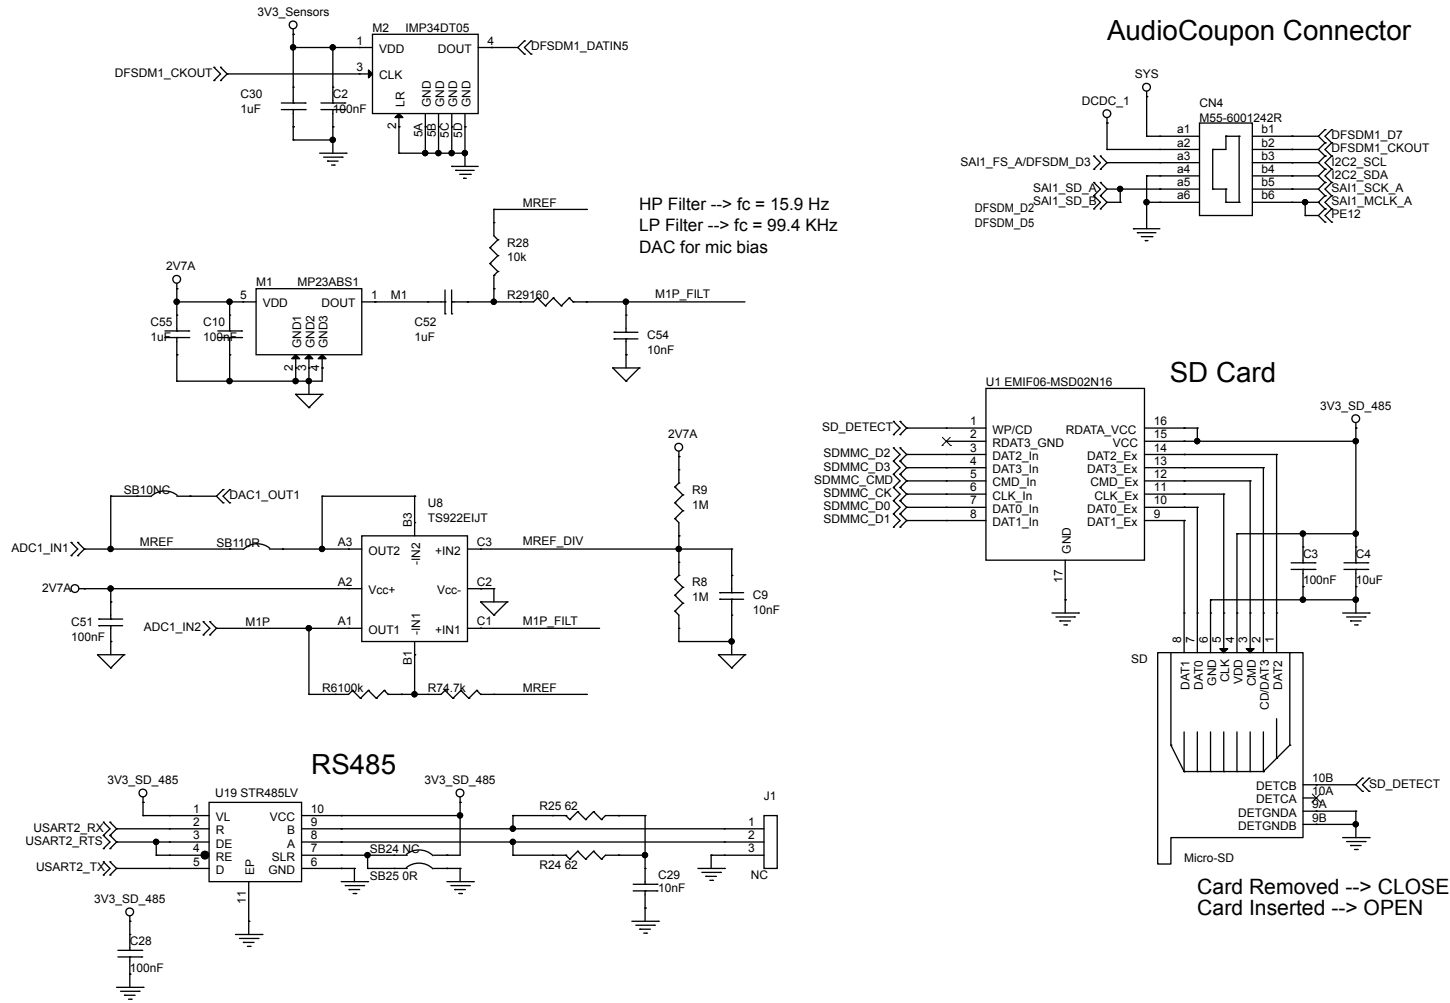 3V3_Sensors
M2 IMP34DT05
1 VDD DOUT 4 DFSDM1_DATIN5
DFSDM1_CKOUT 3 CLK
C30
1uF
C2
100nF
LR GND GND GND GND
2 5A 5B 5C 5D
AudioCoupon Connector
SYS
DCDC_1
CN4
M55-6001242R
a1 b1 DFSDM1_D7
a2 b2 DFSDM1_CKOUT
SAI1_FS_A/DFSDM_D3 a3 b3 I2C2_SCL
a4 b4 I2C2_SDA
SAI1_SD_A a5 b5 SAI1_SCK_A
SAI1_SD_B a6 b6 SAI1_MCLK_A
DFSDM_D2
DFSDM_D5
PE12
MREF
R28
10k
HP Filter --> fc = 15.9 Hz
LP Filter --> fc = 99.4 KHz
DAC for mic bias
2V7A
M1 MP23ABS1
5 VDD DOUT 1 M1
C55
1uF
C10
100nF
GND1 GND2 GND3
2 3 4
C52
1uF
R29160
M1P_FILT
C54
10nF
SD Card
U1 EMIF06-MSD02N16
3V3_SD_485
SD_DETECT 1 WP/CD RDATA_VCC 16
2 RDAT3_GND VCC 15
SDMMC_D2 3 DAT2_In DAT2_Ex 14
SDMMC_D3 4 DAT3_In DAT3_Ex 13
SDMMC_CMD 5 CMD_In CMD_Ex 12
SDMMC_CK 6 CLK_In CLK_Ex 11
SDMMC_D0 7 DAT0_In DAT0_Ex 10
SDMMC_D1 8 DAT1_In DAT1_Ex 9
GND
17
C3
100nF
C4
10uF
SD
8 7 6 5 4 3 2 1
DAT1 DAT0 GND CLK VDD CMD CD/DAT3 DAT2
DETCB 10B SD_DETECT
DETCA 10A
DETGNDA 9A
DETGNDB 9B
Micro-SD
Card Removed --> CLOSE
Card Inserted --> OPEN
2V7A
R9
1M
SB10NC DAC1_OUT1
U8
TS922EIJT
B3
ADC1_IN1 MREF SB110R A3 OUT2 -IN2 +IN2 C3 MREF_DIV
2V7A A2 Vcc+ Vcc- C2
R8
1M
C9
10nF
C51
100nF
ADC1_IN2 M1P A1 OUT1 -IN1 +IN1 C1 M1P_FILT
B1
R6100k R74.7k MREF
RS485
3V3_SD_485
U19 STR485LV
3V3_SD_485
1 VL VCC 10
USART2_RX 2 R B 9
USART2_RTS 3 DE A 8
4 RE SLR 7
USART2_TX 5 D GND 6
EP
11
SB24 NC
SB25 0R
R25 62
R24 62
C29
10nF
J1
1
2
3
NC
3V3_SD_485
C28
100nF